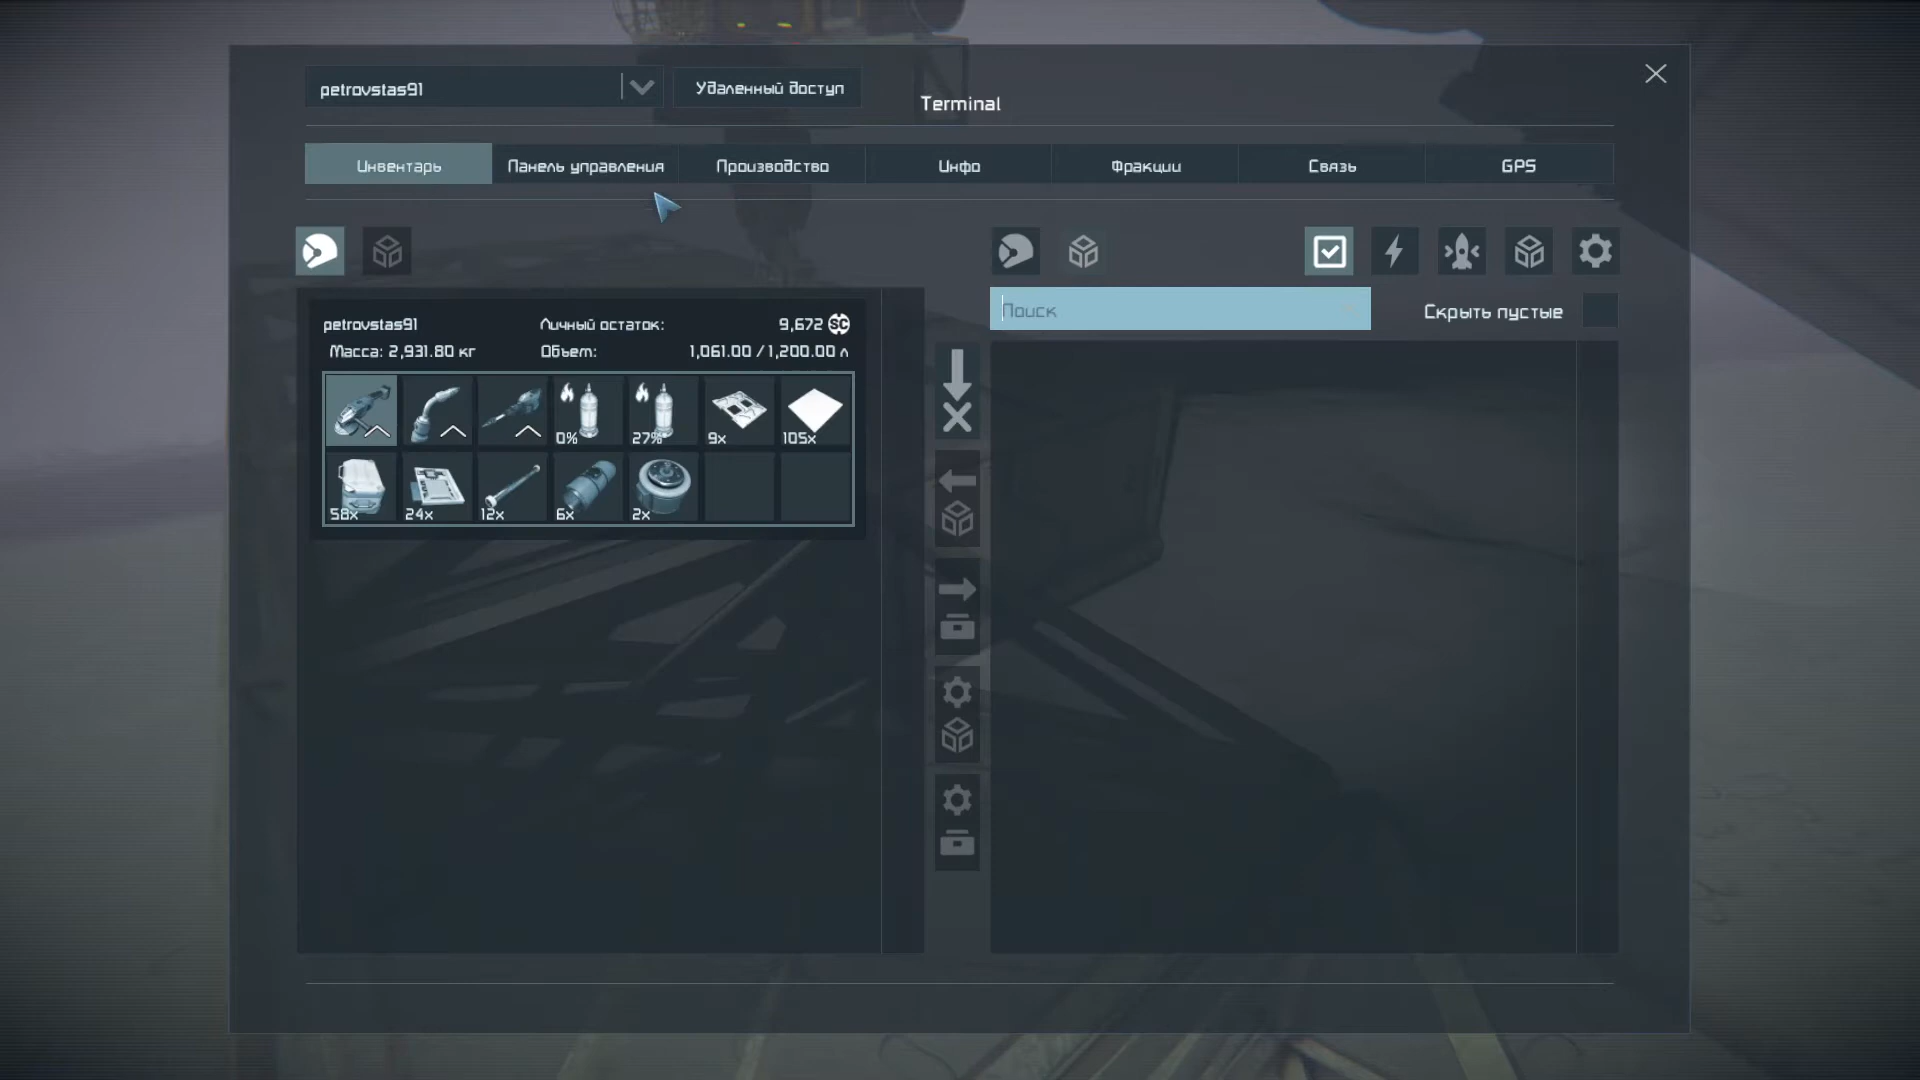 petrovstas91
Удаленный доступ
Terminal
Инвентарь
Панель управления
Производство
Инфо
Фракции
Связь
GPS
Поиск
Скрыть пустые
petrovstas91
Личный остаток:
9,672 SC
Масса: 2,931.80 кг
Объем:
1,061.00 / 1,200.00 л
0%
27%
9x
105x
58x
24x
12x
6x
2x